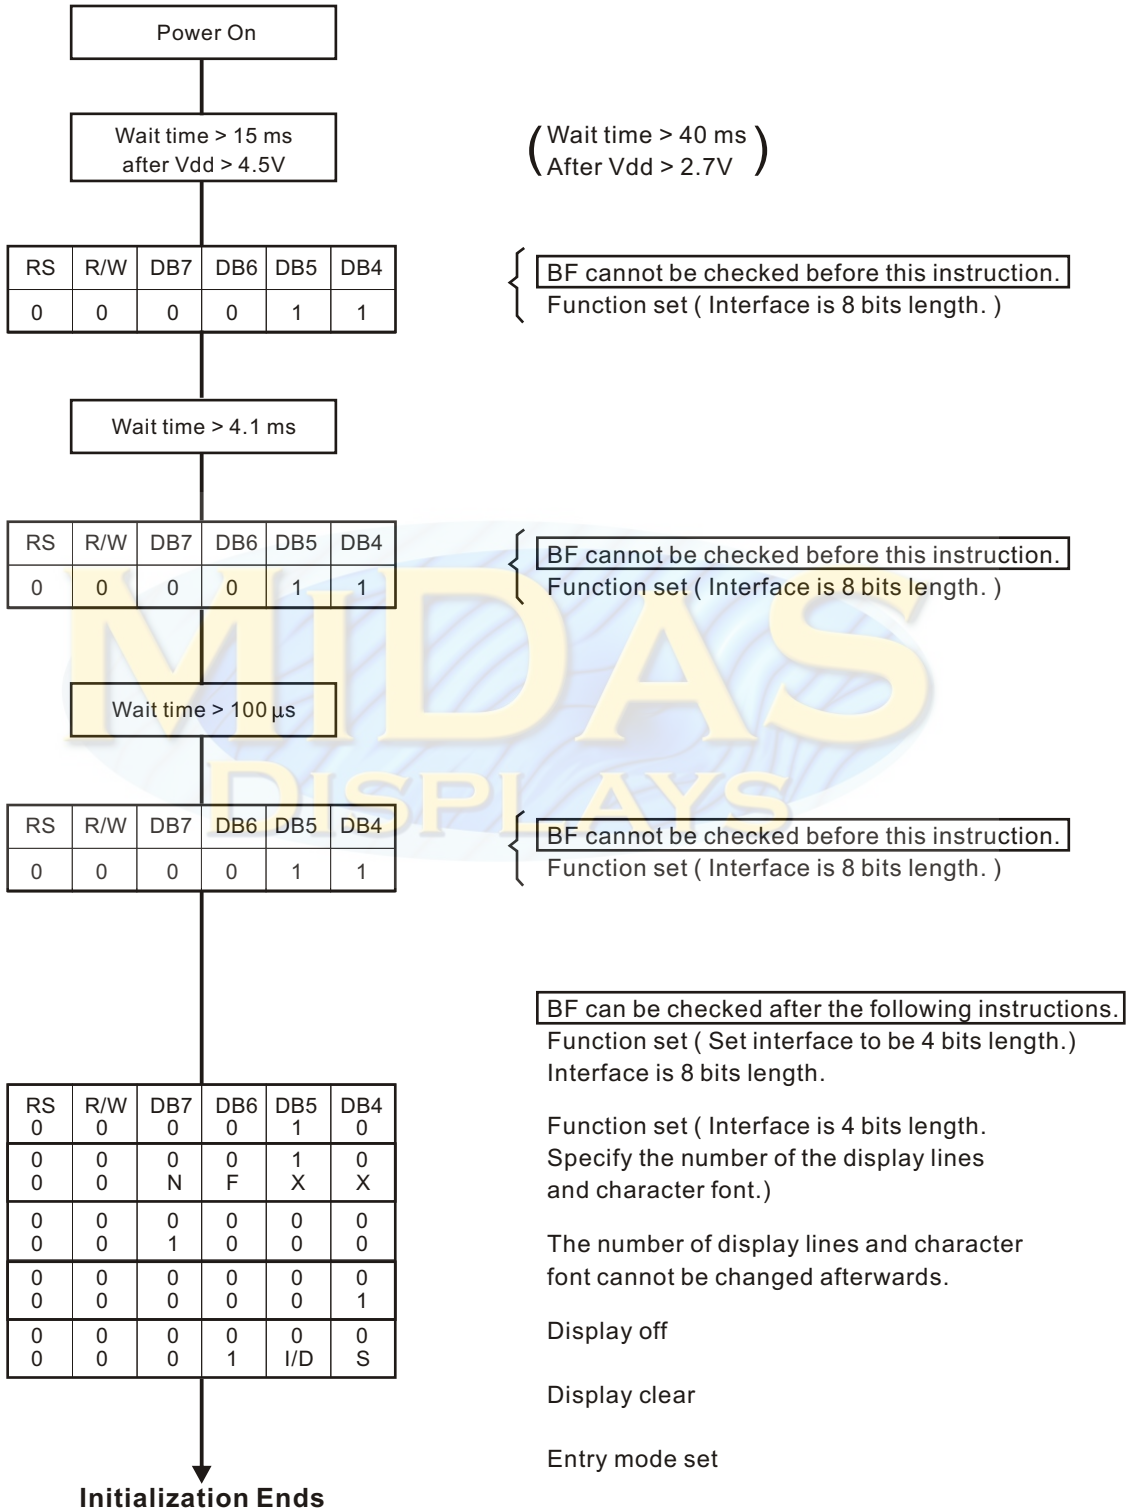 Power On
Wait time > 15 ms
after Vdd > 4.5V
(Wait time > 40 ms
After Vdd > 2.7V)
RS R/W DB7 DB6 DB5 DB4
0 0 0 0 1 1
BF cannot be checked before this instruction.
Function set ( Interface is 8 bits length. )
Wait time > 4.1 ms
RS R/W DB7 DB6 DB5 DB4
0 0 0 0 1 1
BF cannot be checked before this instruction.
Function set ( Interface is 8 bits length. )
MIDAS
Wait time > 100 µs
DISPLAYS
RS R/W DB7 DB6 DB5 DB4
0 0 0 0 1 1
BF cannot be checked before this instruction.
Function set ( Interface is 8 bits length. )
BF can be checked after the following instructions.
Function set ( Set interface to be 4 bits length.)
Interface is 8 bits length.
Function set ( Interface is 4 bits length.
Specify the number of the display lines
and character font.)
The number of display lines and character
font cannot be changed afterwards.
Display off
Display clear
Entry mode set
RS R/W DB7 DB6 DB5 DB4
0 0 0 0 1 0
0 0 0 0 1 0
0 0 N F X X
0 0 0 0 0 0
0 0 1 0 0 0
0 0 0 0 0 0
0 0 0 0 0 1
0 0 0 0 0 0
0 0 0 1 I/D S
Initialization Ends